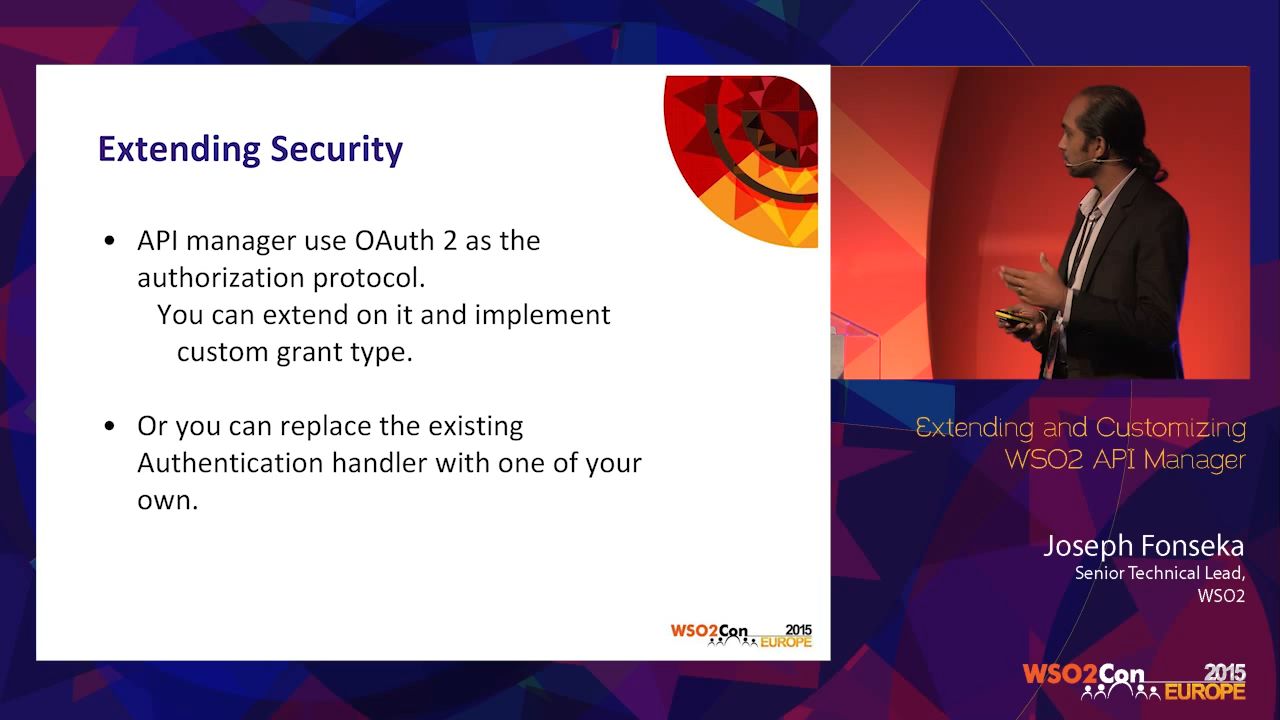 Extending Security
• API manager use OAuth 2 as the
authorization protocol.
You can extend on it and implement
custom grant type.
• Or you can replace the existing
Authentication handler with one of your
own.
WSO2Con 2015
EUROPE
Extending and Customizing
WSO2 API Manager
Joseph Fonseka
Senior Technical Lead,
WSO2
WSO2Con 2015
EUROPE